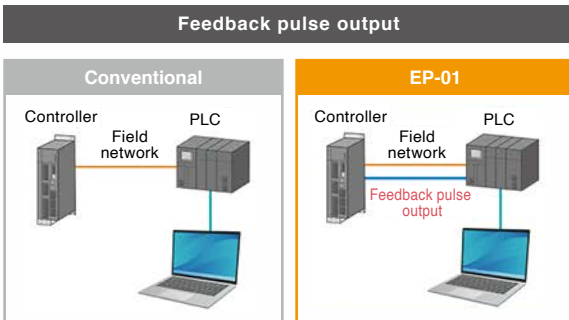 Feedback pulse output
Conventional
Controller
PLC
Field
network
EP-01
Controller
PLC
Field
network
Feedback pulse
output